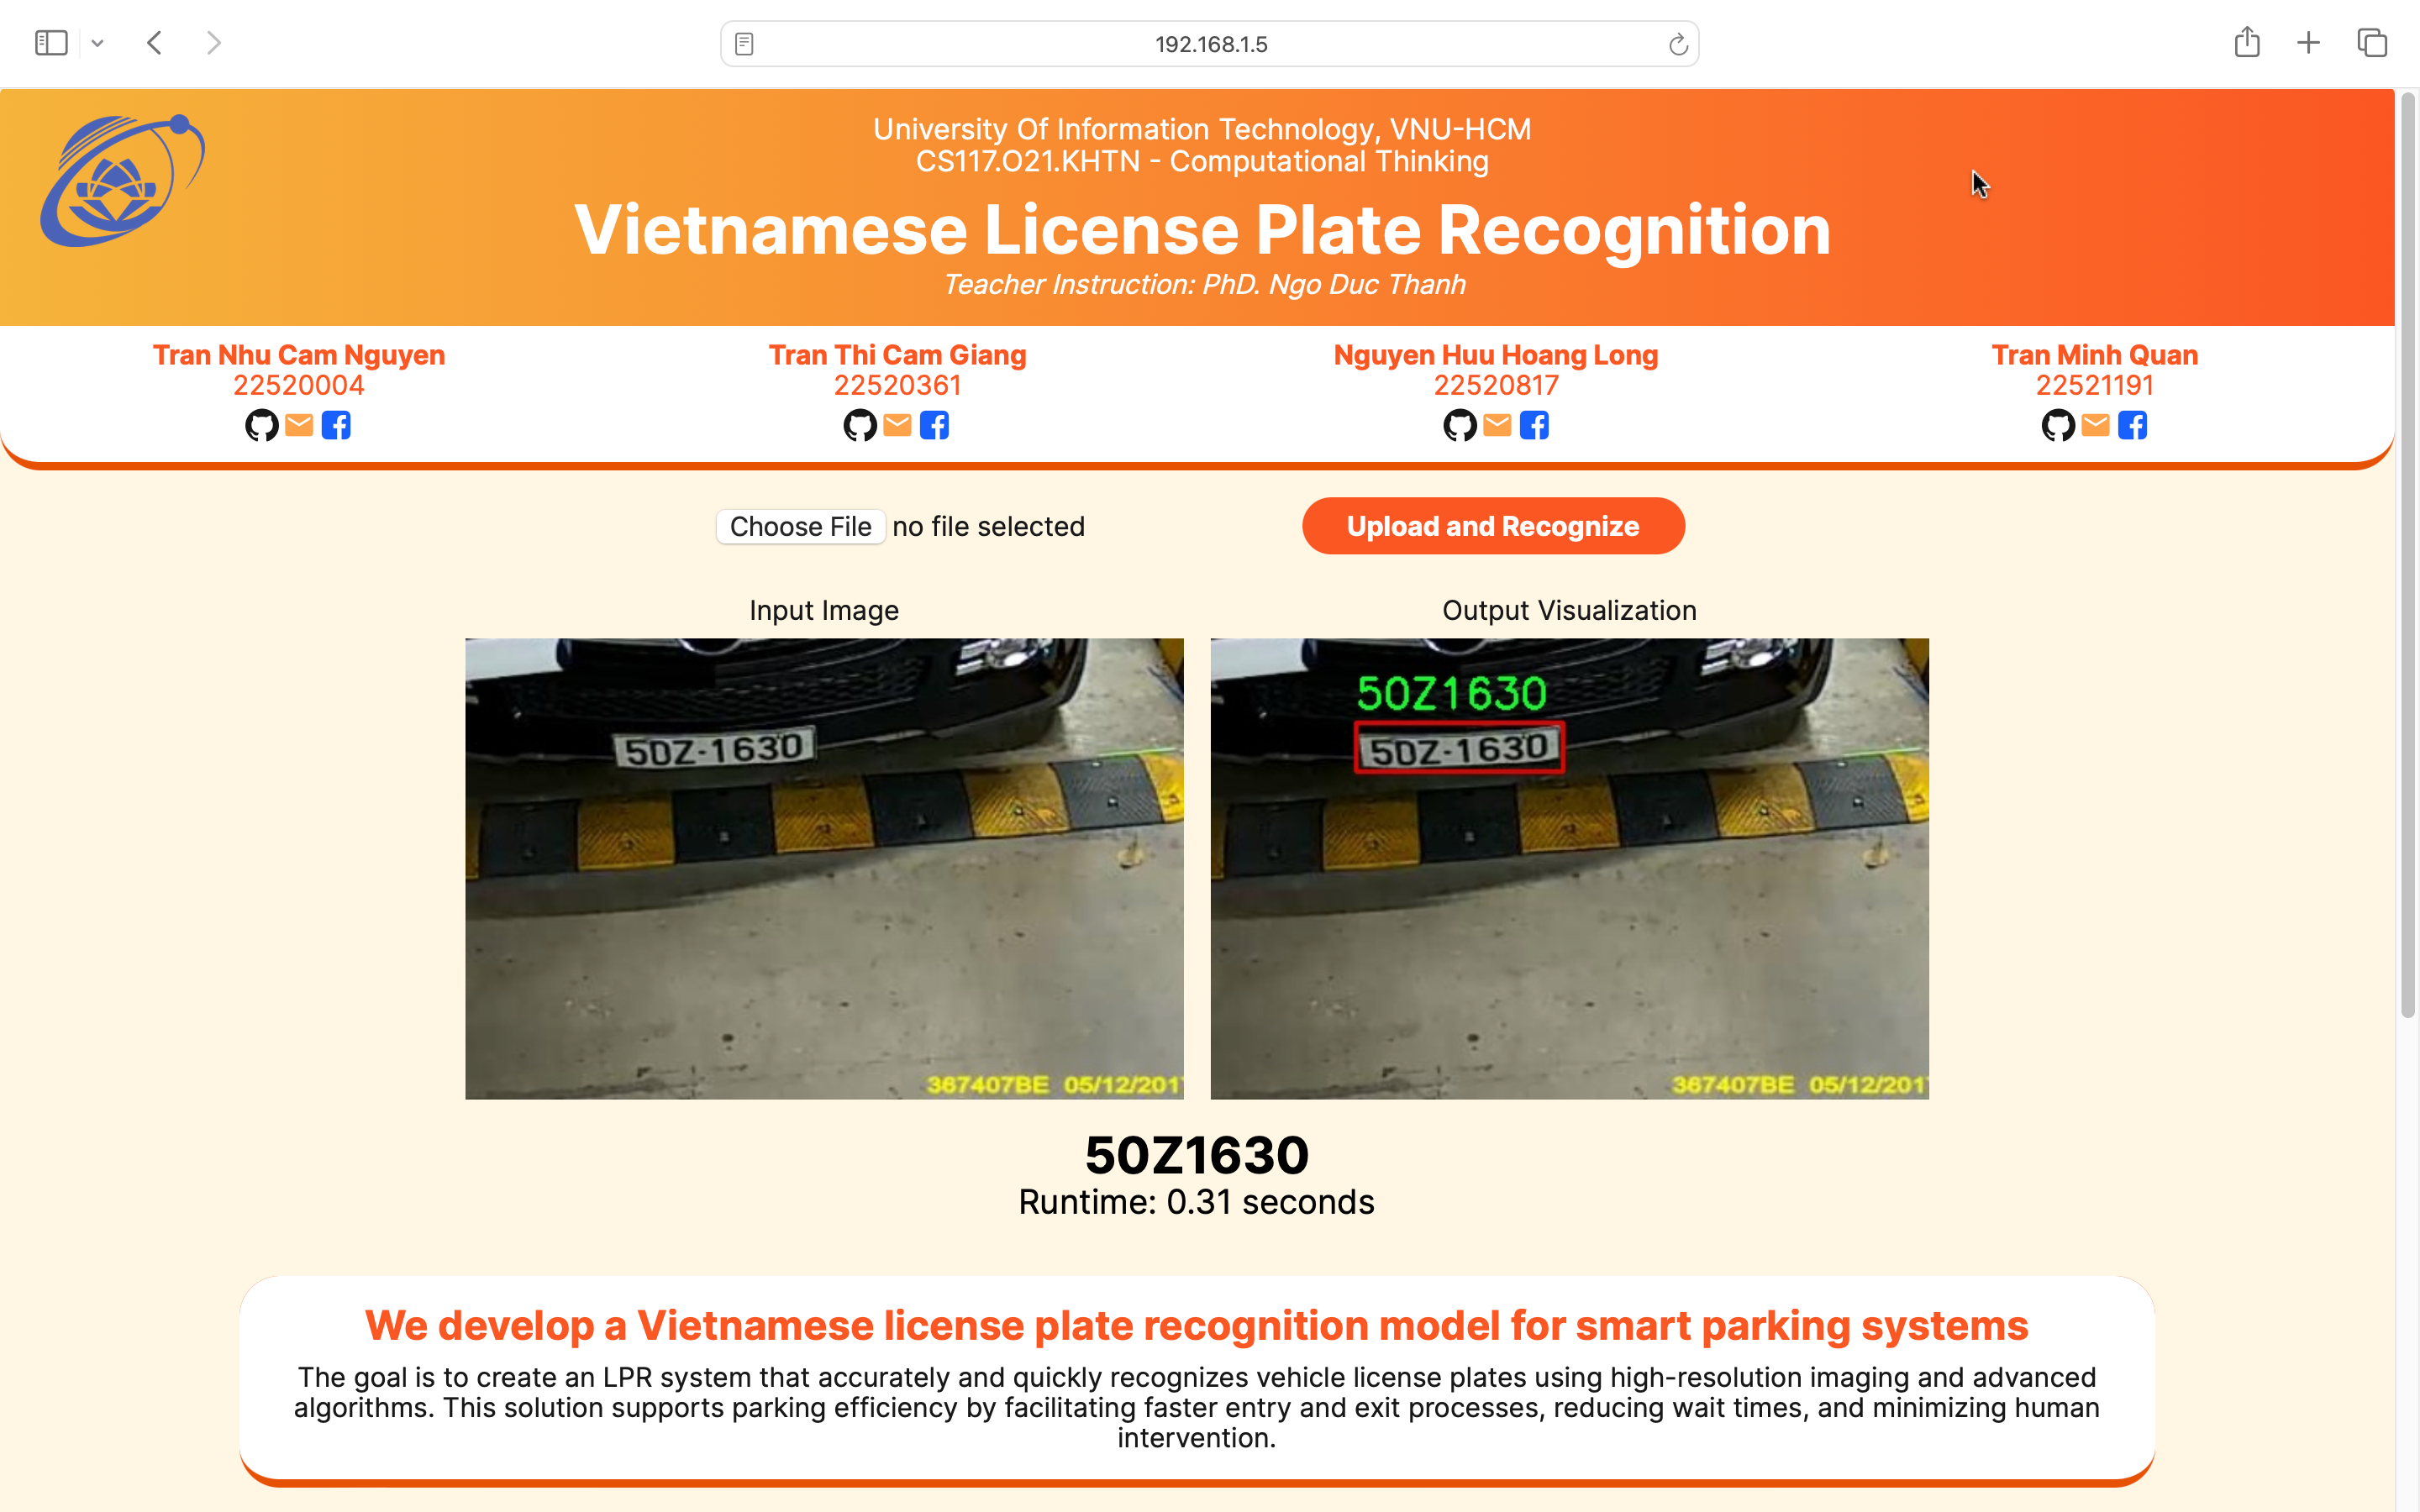 192.168.1.5
University Of Information Technology, VNU-HCM
CS117.O21.KHTN - Computational Thinking
Vietnamese License Plate Recognition
Teacher Instruction: PhD. Ngo Duc Thanh
Tran Nhu Cam Nguyen
22520004
Tran Thi Cam Giang
22520361
Nguyen Huu Hoang Long
22520817
Tran Minh Quan
22521191
Choose File no file selected
Upload and Recognize
Input Image
50Z-1630
367407BE 05/12/201
Output Visualization
50Z1630
50Z-1630
367407BE 05/12/201
50Z1630
Runtime: 0.31 seconds
We develop a Vietnamese license plate recognition model for smart parking systems
The goal is to create an LPR system that accurately and quickly recognizes vehicle license plates using high-resolution imaging and advanced
algorithms. This solution supports parking efficiency by facilitating faster entry and exit processes, reducing wait times, and minimizing human
intervention.